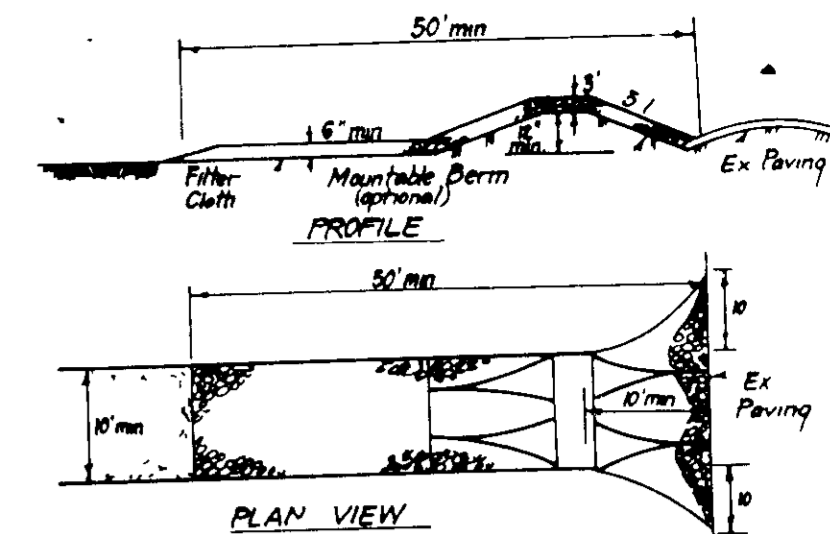 50' min
3'
6" min
12"
min.
5 /
Filter
Cloth
Mountable Berm
(optional)
Ex Paving
PROFILE
50' min
10
10' min
10' min
Ex
Paving
10
PLAN VIEW